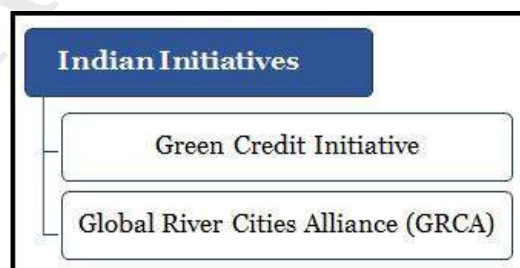 Indian Initiatives
Green Credit Initiative
Global River Cities Alliance (GRCA)